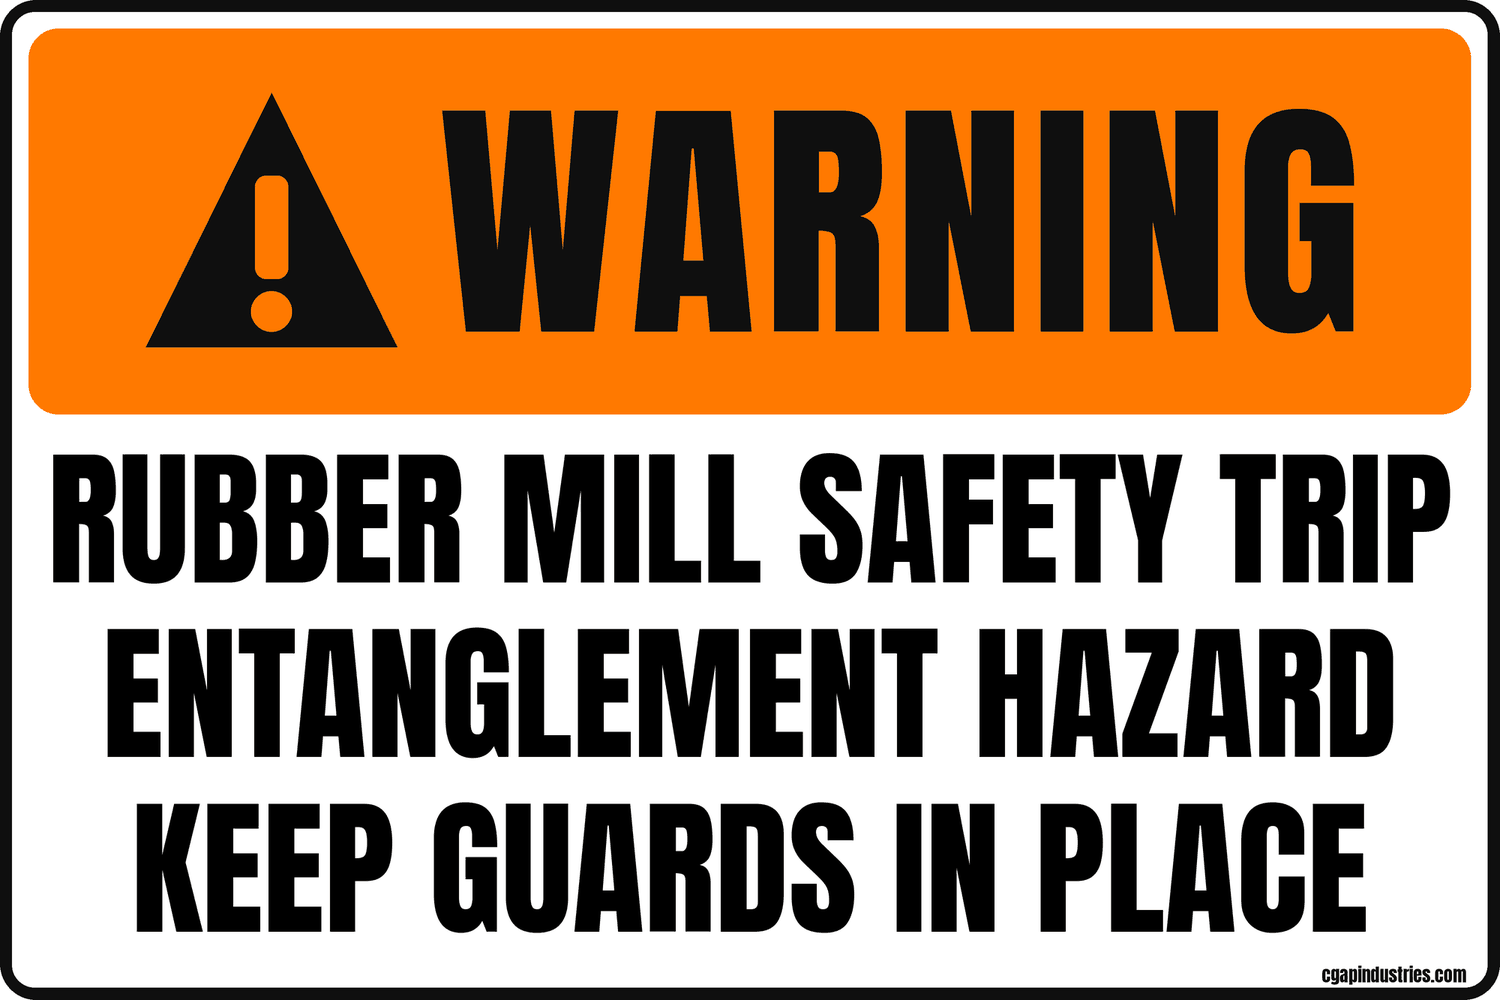 WARNING
RUBBER MILL SAFETY TRIP
ENTANGLEMENT HAZARD
KEEP GUARDS IN PLACE
cgapindustries.com